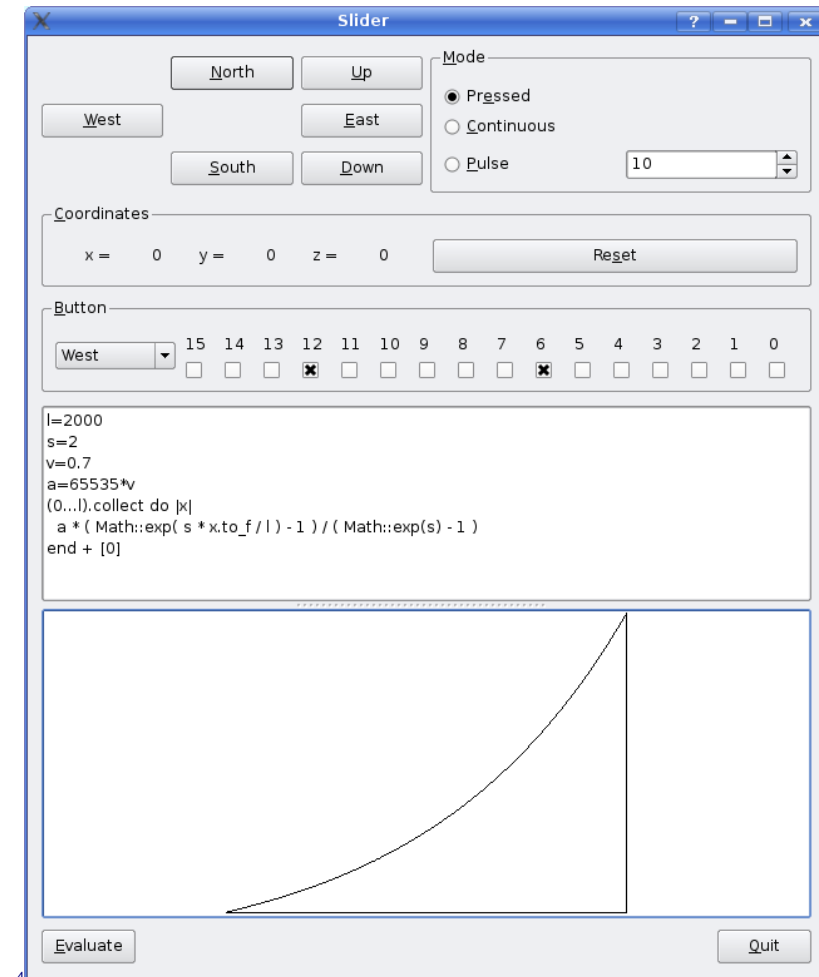 Slider
North
Up
Mode
West
East
Pressed
Continuous
South
Down
Pulse
10
Coordinates
x = 0 y = 0 z = 0
Reset
Button
West
15 14 13 12 11 10 9 8 7 6 5 4 3 2 1 0
l=2000
s=2
v=0.7
a=65535*v
(0...l).collect do |x|
a * ( Math::exp( s * x.to_f / l ) - 1 ) / ( Math::exp(s) - 1 )
end + [0]
Evaluate
Quit
4